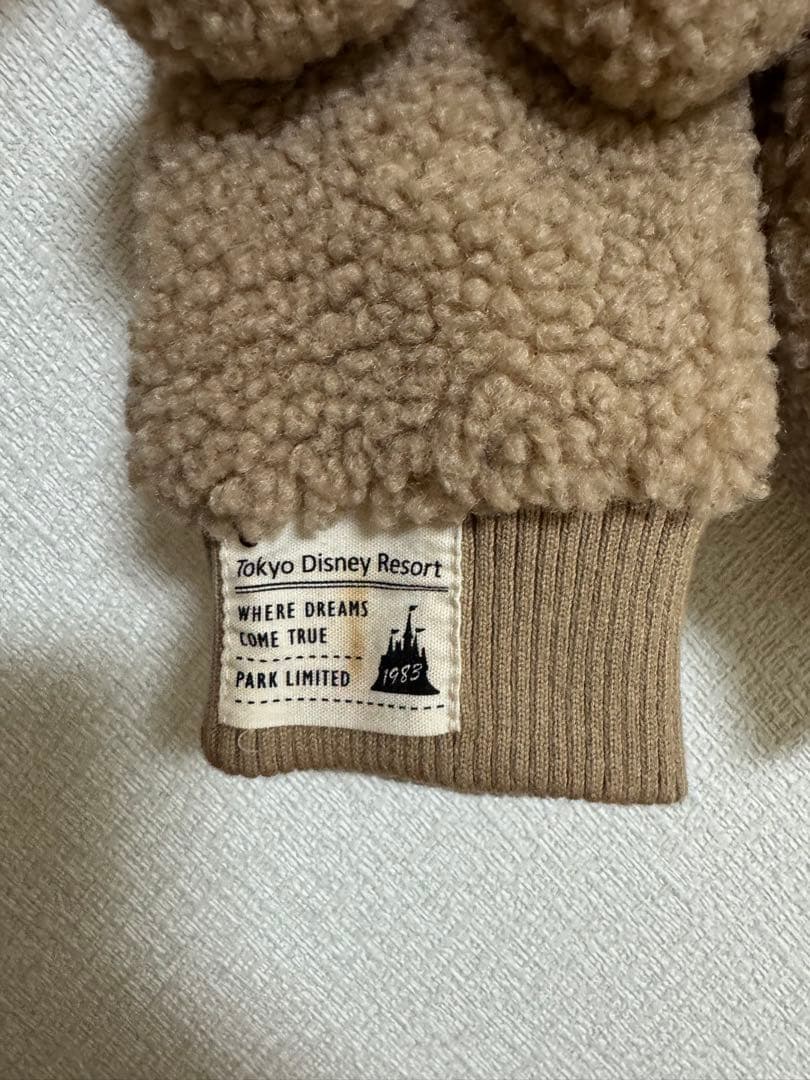 Tokyo Disney Resort
WHERE DREAMS
COME TRUE
PARK LIMITED
1983